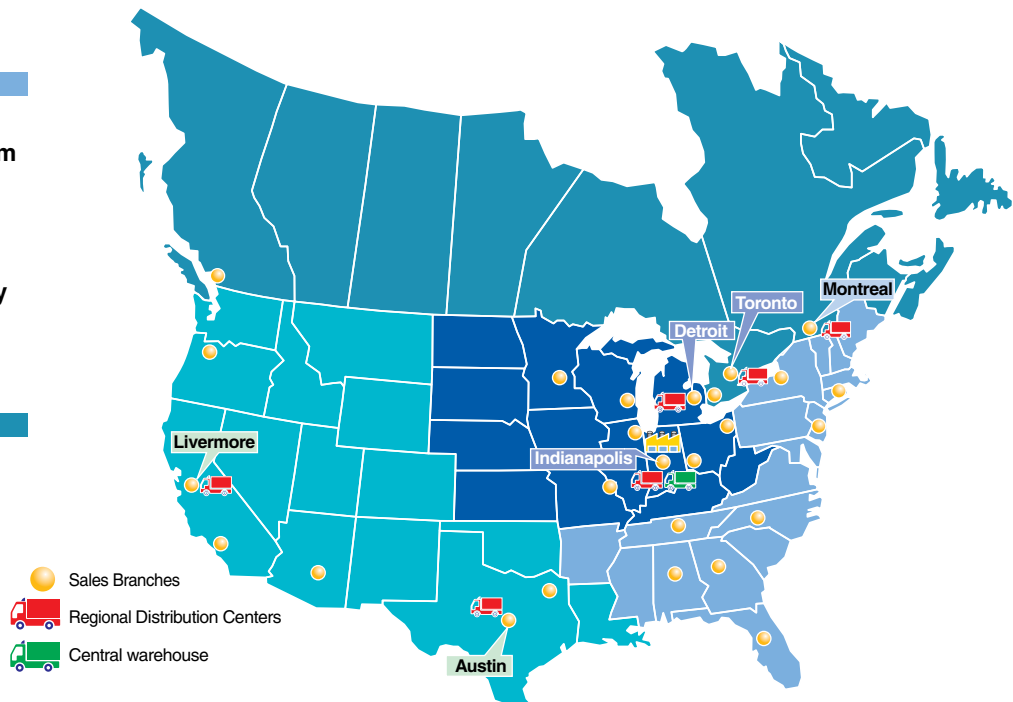 m
y
Montreal
Toronto
Detroit
Livermore
Indianapolis
Sales Branches
Regional Distribution Centers
Central warehouse
Austin